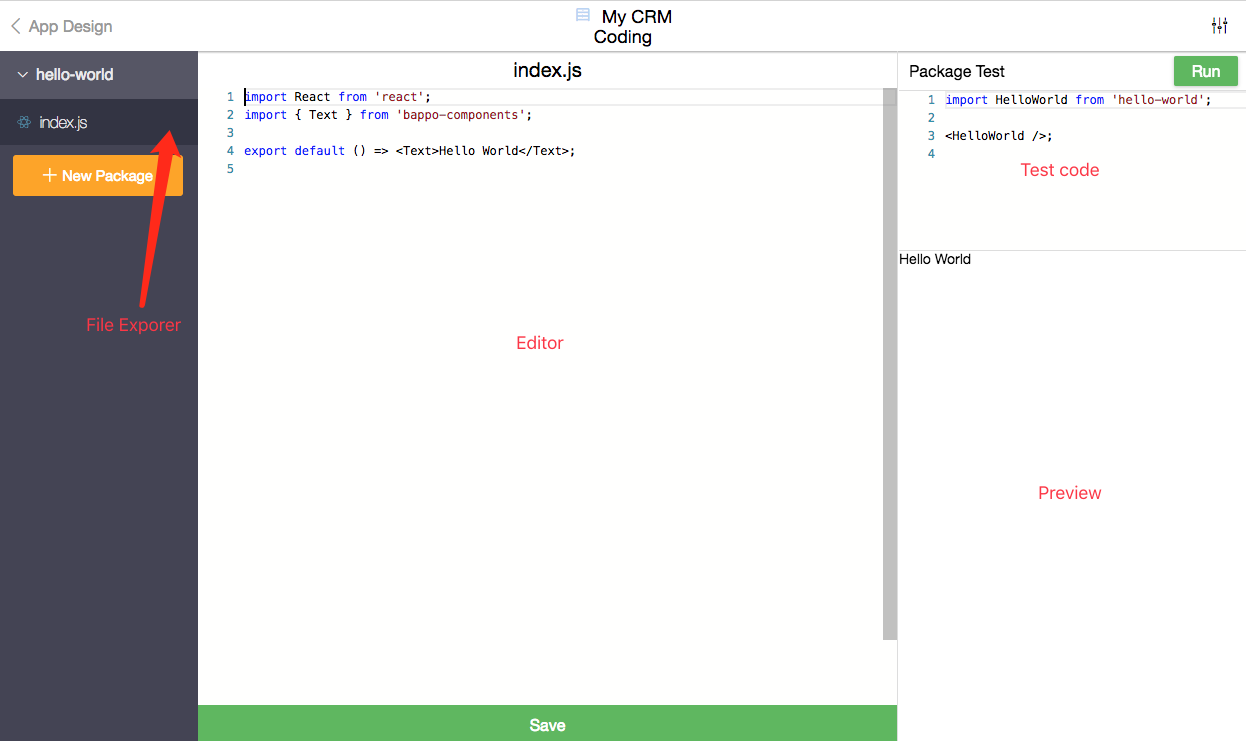 App Design
My CRM
Coding
hello-world
index.js
New Package
File Exporer
index.js
1 import React from 'react';
2 import { Text } from 'bappo-components';
3
4 export default () => <Text>Hello World</Text>;
5
Editor
Save
Package Test
Run
1 import HelloWorld from 'hello-world';
2
3 <HelloWorld />;
4
Test code
Hello World
Preview